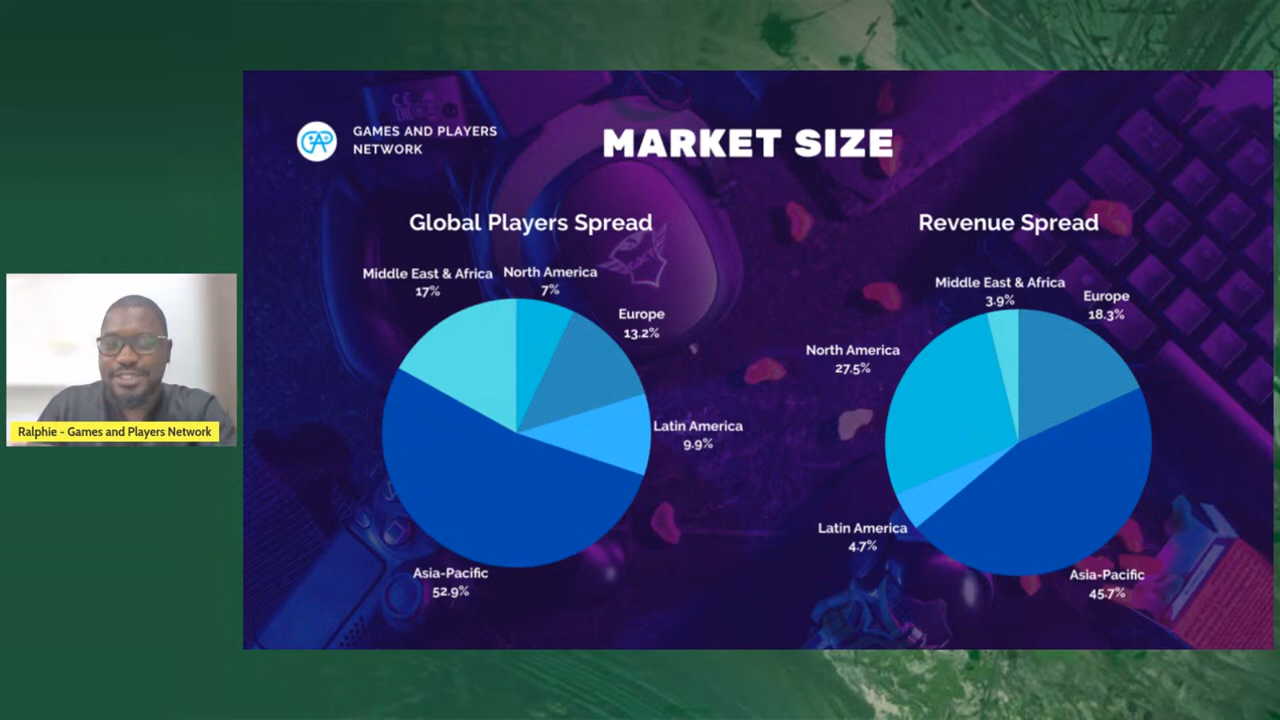 GAMES AND PLAYERS
NETWORK
MARKET SIZE
Global Players Spread
Middle East & Africa
17%
North America
7%
Europe
13.2%
Latin America
9.9%
Asia-Pacific
52.9%
Revenue Spread
Middle East & Africa
3.9%
Europe
18.3%
North America
27.5%
Latin America
4.7%
Asia-Pacific
45.7%
Ralphie - Games and Players Network